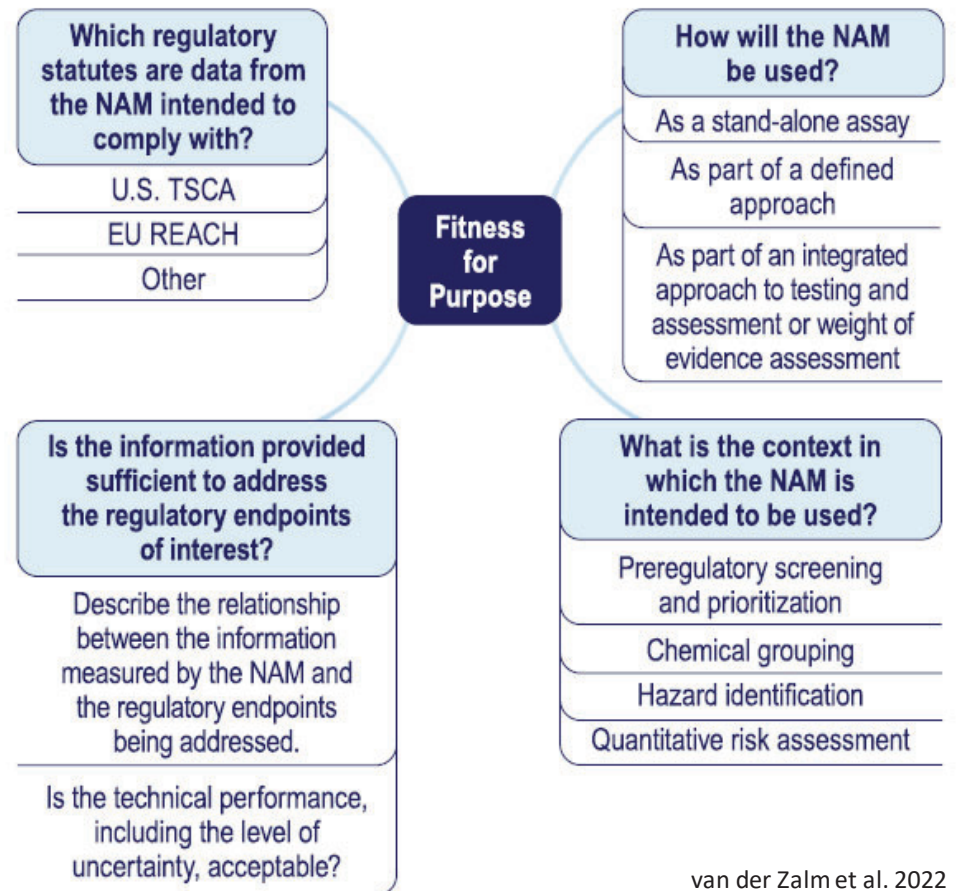 Which regulatory
statutes are data from
the NAM intended to
comply with?
U.S. TSCA
EU REACH
Other
How will the NAM
be used?
As a stand-alone assay
As part of a defined
approach
As part of an integrated
approach to testing and
assessment or weight of
evidence assessment
Fitness
for
Purpose
Is the information provided
sufficient to address
the regulatory endpoints
of interest?
Describe the relationship
between the information
measured by the NAM and
the regulatory endpoints
being addressed.
Is the technical performance,
including the level of
uncertainty, acceptable?
What is the context in
which the NAM is
intended to be used?
Preregulatory screening
and prioritization
Chemical grouping
Hazard identification
Quantitative risk assessment
van der Zalm et al. 2022